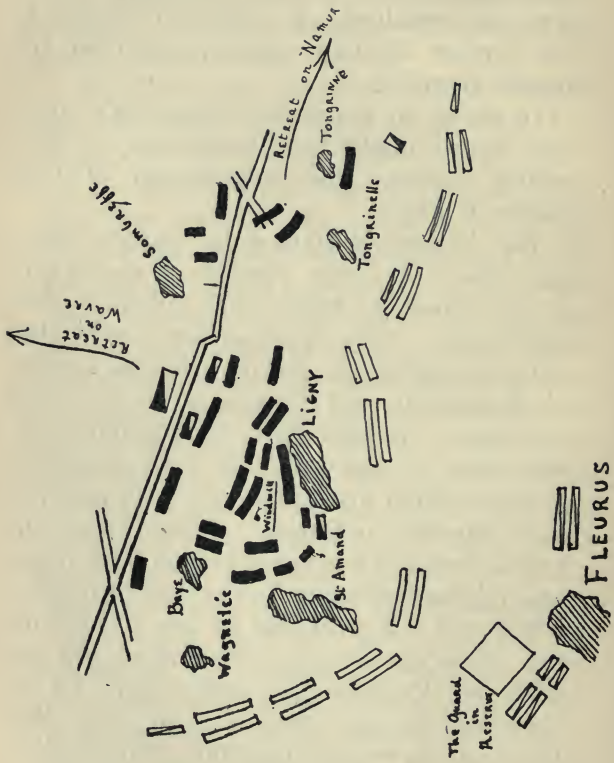 Retreat on Namur
Sombreffe
Tongrinne
Retreat
on
Wavre
Tongrinelle
LIGNY
Windmill
Brye
St Amand
Wagnelée
FLEURUS
The Guard
in
Reserve